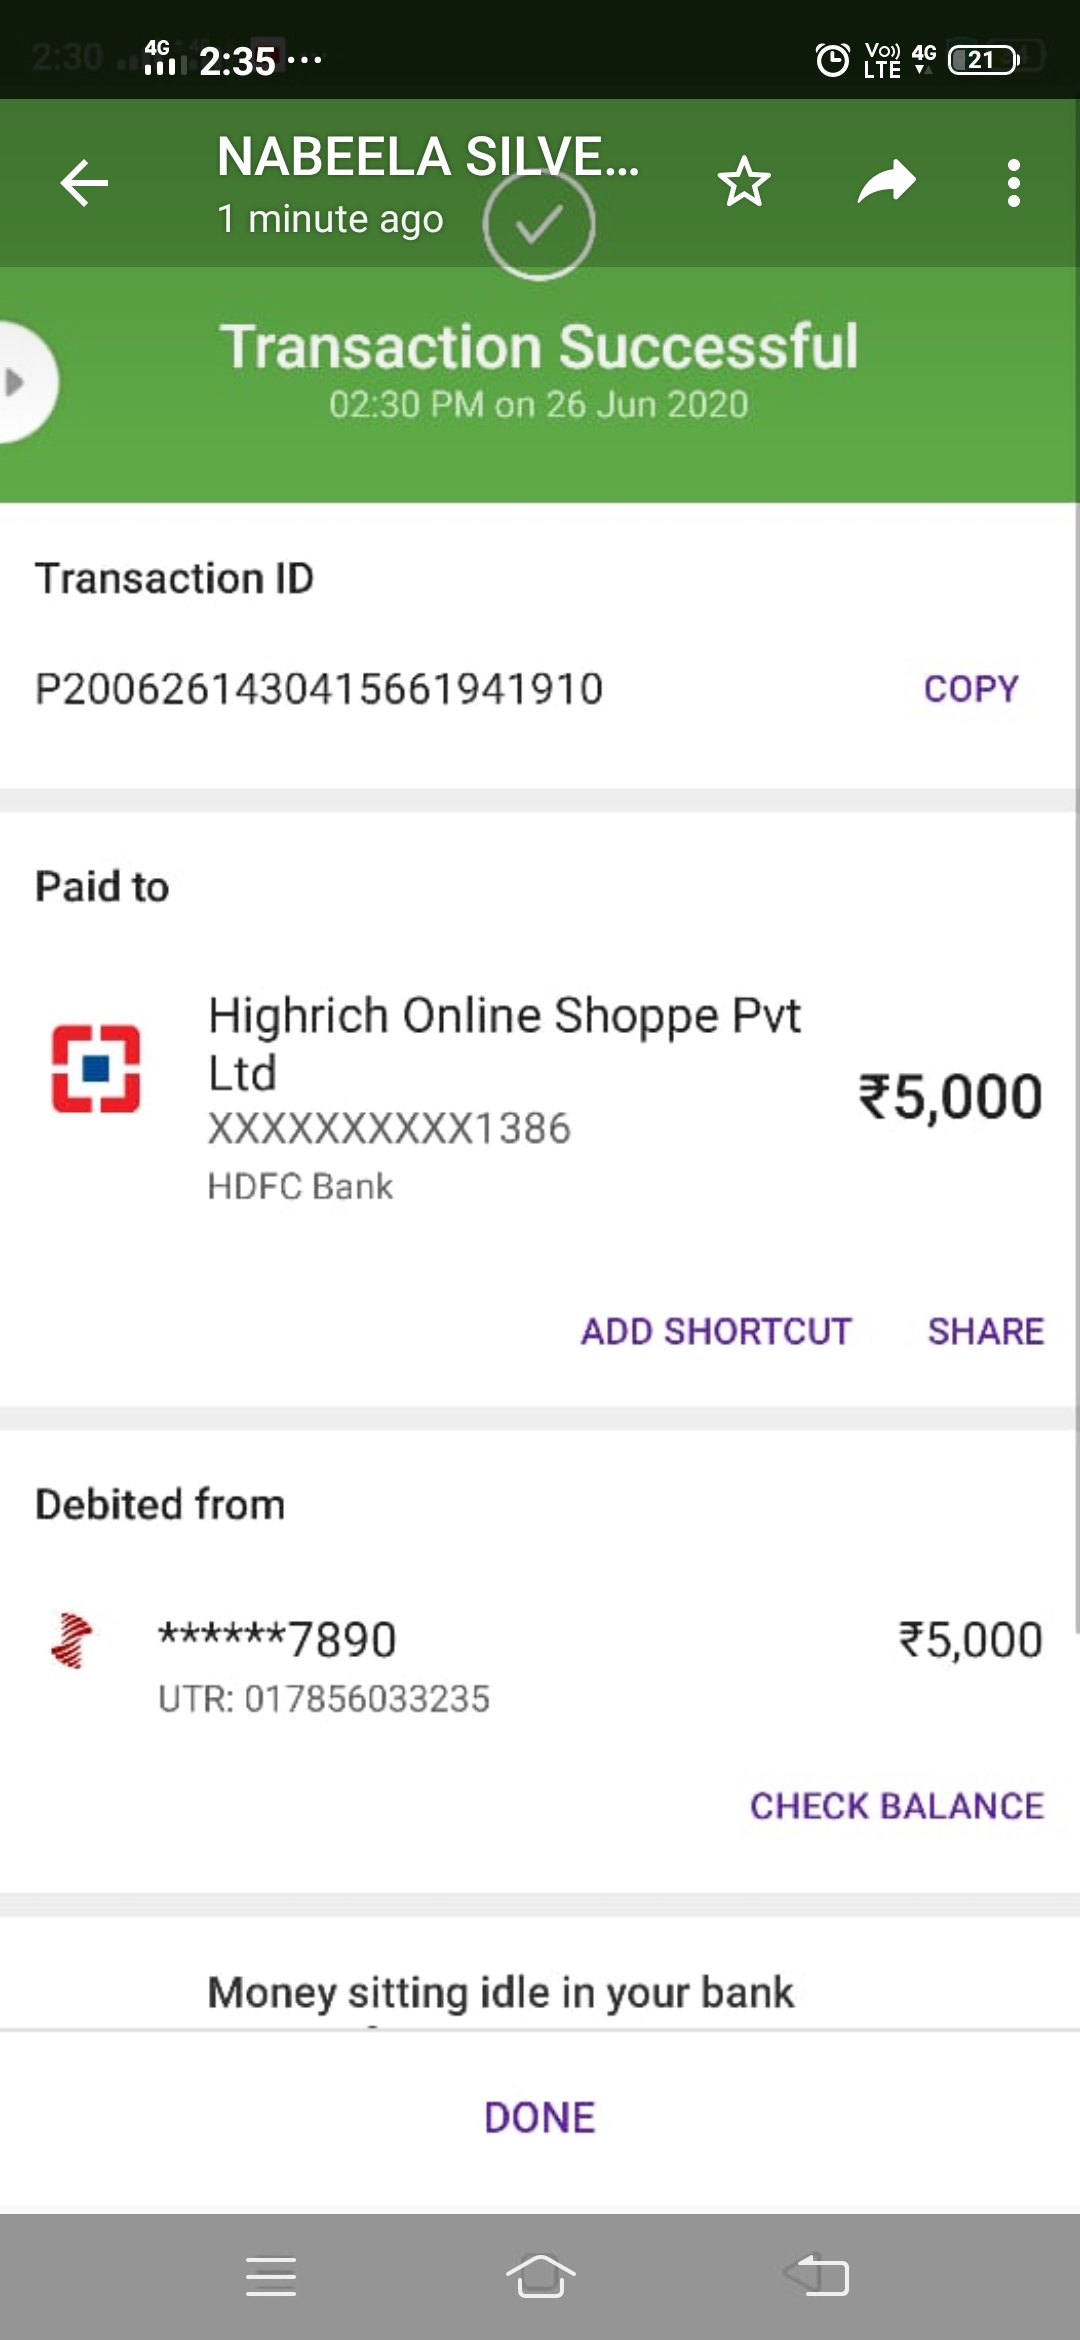 2:30
4G 2:35 ...
Vo)) LTE 4G 21
NABEELA SILVE...
1 minute ago
Transaction Successful
02:30 PM on 26 Jun 2020
Transaction ID
P2006261430415661941910 COPY
Paid to
Highrich Online Shoppe Pvt
Ltd
₹5,000
XXXXXXXXXX1386
HDFC Bank
ADD SHORTCUT SHARE
Debited from
******7890 ₹5,000
UTR: 017856033235
CHECK BALANCE
Money sitting idle in your bank
DONE